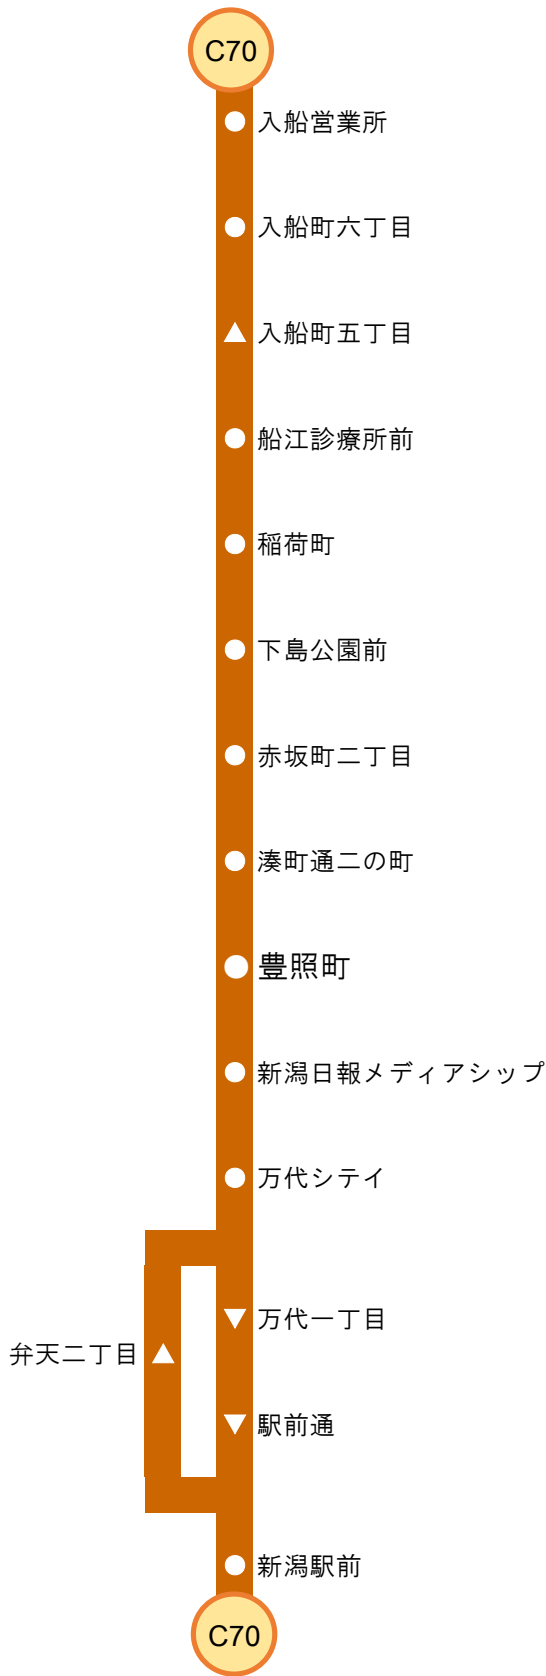 C70
入船営業所
入船町六丁目
入船町五丁目
船江診療所前
稲荷町
下島公園前
赤坂町二丁目
湊町通二の町
豊照町
新潟日報メディアシップ
万代シテイ
万代一丁目
弁天二丁目
駅前通
新潟駅前
C70